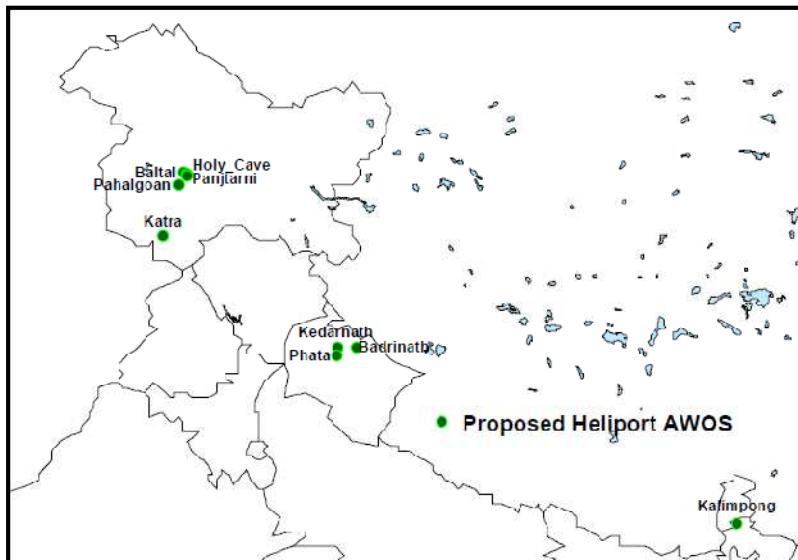 Holy_Cave
Baltal
Panjtarni
Pahalgoan
Katra
Kedarnath
Badrinath
Phata
Proposed Heliport AWOS
Kalimpong